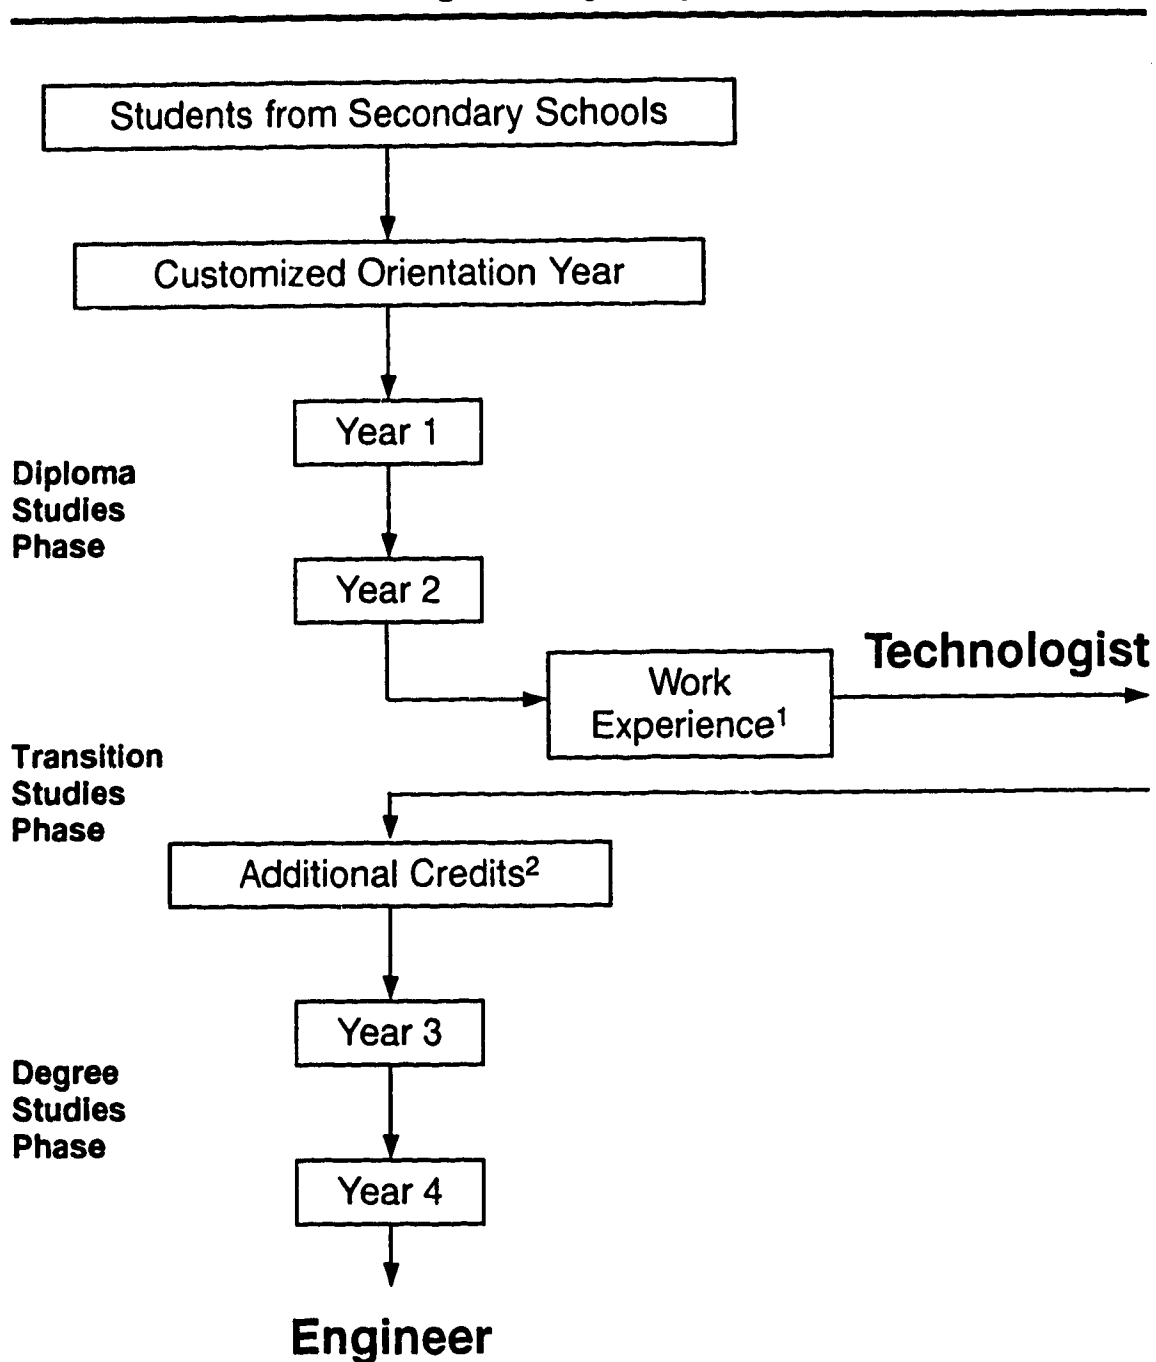 Students from Secondary Schools
Customized Orientation Year
Year 1
Diploma
Studies
Phase
Year 2
Technologist
Work
Experience¹
Transition
Studies
Phase
Additional Credits²
Year 3
Degree
Studies
Phase
Year 4
Engineer